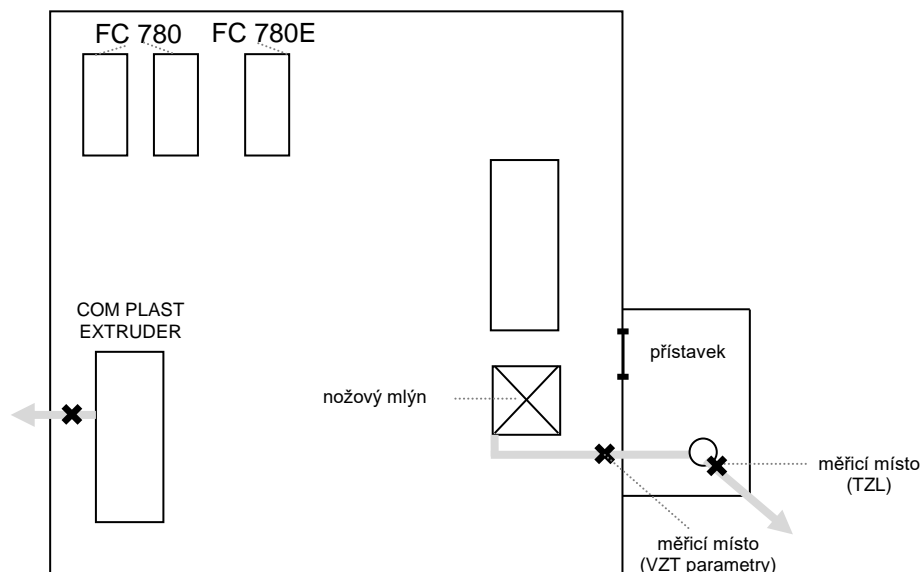 FC 780
FC 780E
COM PLAST
EXTRUDER
přístavek
nožový mlýn
měřicí místo
(TZL)
měřicí místo
(VZT parametry)